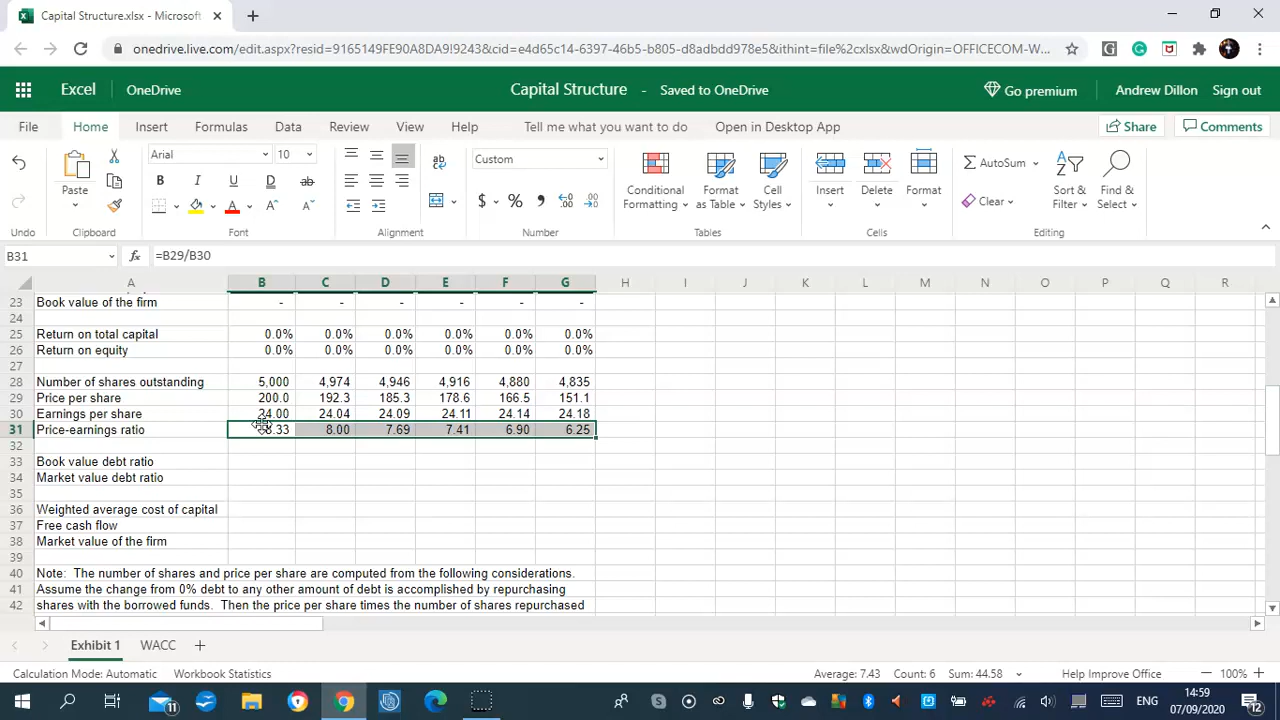 Capital Structure.xlsx - Microsoft
onedrive.live.com/edit.aspx?resid=9165149FE90A8DA9!9243&cid=e4d65c14-6397-46b5-b805-d8adbdd978e5&ithint=file%2cxlsx&wdOrigin=OFFICECOM-W...
Excel OneDrive Capital Structure - Saved to OneDrive Go premium Andrew Dillon Sign out
File Home Insert Formulas Data Review View Help Tell me what you want to do Open in Desktop App Share Comments
Arial 10 Custom AutoSum
Paste Conditional Formatting Format as Table Cell Styles Insert Delete Format Clear Sort & Filter Find & Select
Undo Clipboard Font Alignment Number Tables Cells Editing
B31 fx =B29/B30
A B C D E F G H I J K L M N O P Q R
23 Book value of the firm - - - - - -
24
25 Return on total capital 0.0% 0.0% 0.0% 0.0% 0.0% 0.0%
26 Return on equity 0.0% 0.0% 0.0% 0.0% 0.0% 0.0%
27
28 Number of shares outstanding 5,000 4,974 4,946 4,916 4,880 4,835
29 Price per share 200.0 192.3 185.3 178.6 166.5 151.1
30 Earnings per share 24.00 24.04 24.09 24.11 24.14 24.18
31 Price-earnings ratio 8.33 8.00 7.69 7.41 6.90 6.25
32
33 Book value debt ratio
34 Market value debt ratio
35
36 Weighted average cost of capital
37 Free cash flow
38 Market value of the firm
39
40 Note: The number of shares and price per share are computed from the following considerations.
41 Assume the change from 0% debt to any other amount of debt is accomplished by repurchasing
42 shares with the borrowed funds. Then the price per share times the number of shares repurchased
Exhibit 1 WACC
Calculation Mode: Automatic Workbook Statistics Average: 7.43 Count: 6 Sum: 44.58 Help Improve Office 100%
11 ENG 14:59
07/09/2020 12